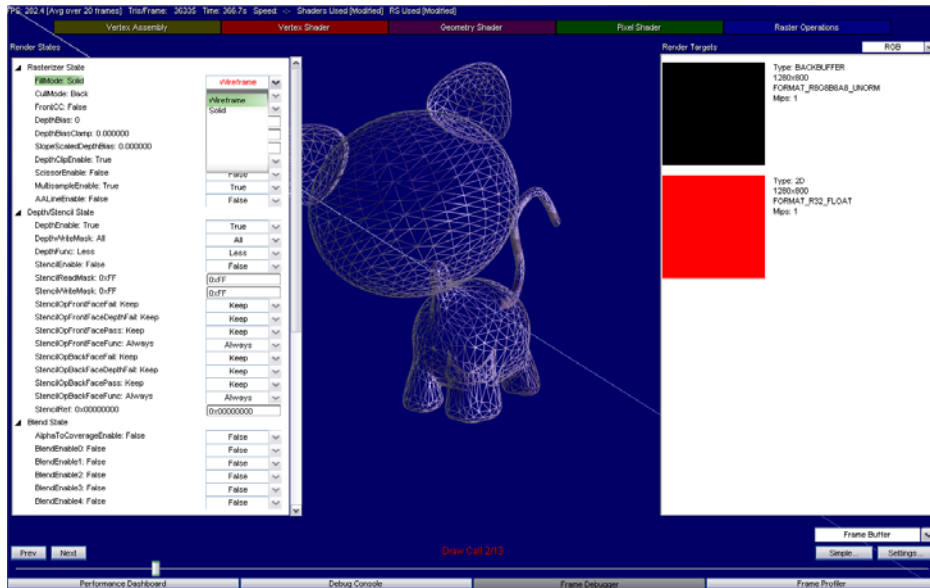 FPS: 282.4 [Avg over 20 frames] Tris/Frame: 36335 Time: 366.7s Speed: -:- Shaders Used [Modified] RS Used [Modified]
Vertex Assembly Vertex Shader Geometry Shader Pixel Shader Raster Operations
Render States
Render Targets RGB
Rasterizer State
FillMode: Solid Wireframe
CullMode: Back
Wireframe
FrontCC: False
Solid
DepthBias: 0
DepthBiasClamp: 0.000000
SlopeScaledDepthBias: 0.000000
DepthClipEnable: True
ScissorEnable: False False
MultisampleEnable: True True
AALineEnable: False False
Depth/Stencil State
DepthEnable: True True
DepthWriteMask: All All
DepthFunc: Less Less
StencilEnable: False False
StencilReadMask: 0xFF 0xFF
StencilWriteMask: 0xFF 0xFF
StencilOpFrontFaceFail: Keep Keep
StencilOpFrontFaceDepthFail: Keep Keep
StencilOpFrontFacePass: Keep Keep
StencilOpFrontFaceFunc: Always Always
StencilOpBackFaceFail: Keep Keep
StencilOpBackFaceDepthFail: Keep Keep
StencilOpBackFacePass: Keep Keep
StencilOpBackFaceFunc: Always Always
StencilRef: 0x00000000 0x00000000
Blend State
AlphaToCoverageEnable: False False
BlendEnable0: False False
BlendEnable1: False False
BlendEnable2: False False
BlendEnable3: False False
BlendEnable4: False False
Type: BACKBUFFER
1280x800
FORMAT_R8G8B8A8_UNORM
Mips: 1
Type: 2D
1280x800
FORMAT_R32_FLOAT
Mips: 1
Frame Buffer
Prev Next Draw Call 2/13 Simple... Settings...
Performance Dashboard Debug Console Frame Debugger Frame Profiler